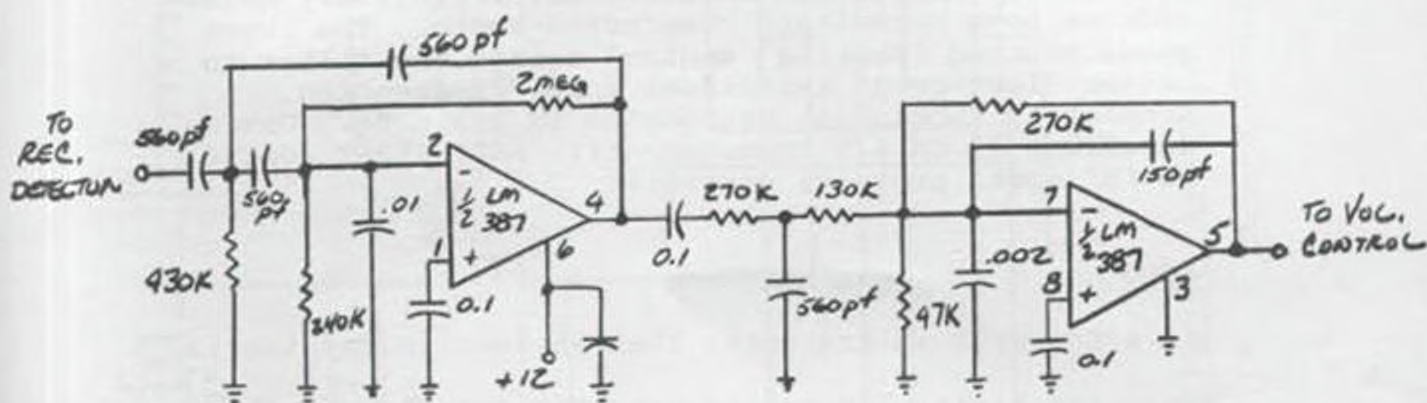 TO
REC.
DETECTOR
560pf
560pf
560
pf
2MEG
430K
240K
.01
2
-
1/2 LM
387
1
+
4
6
0.1
+12
0.1
270K
130K
560pf
270K
150pf
47K
.002
7
-
1/2 LM
387
8
+
5
3
0.1
TO VOL.
CONTROL